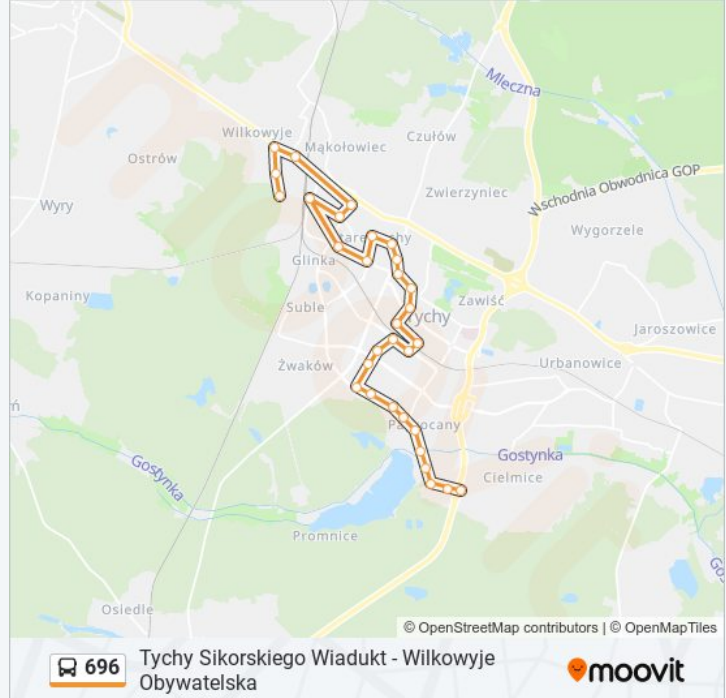 Mleczna
Wilkowyje
Mąkołowiec
Czułów
Ostrów
Wschodnia Obwodnica GOP
Zwierzyniec
Wyry
Wygorzele
Glinka
Kopaniny
Suble
Zawiść
Tychy
Jaroszowice
Żwaków
Urbanowice
Gostynka
Cielmice
Gostynka
Promnice
Osiedle
© OpenStreetMap contributors | © OpenMapTiles
696
Tychy Sikorskiego Wiadukt - Wilkowyje
Obywatelska
moovit